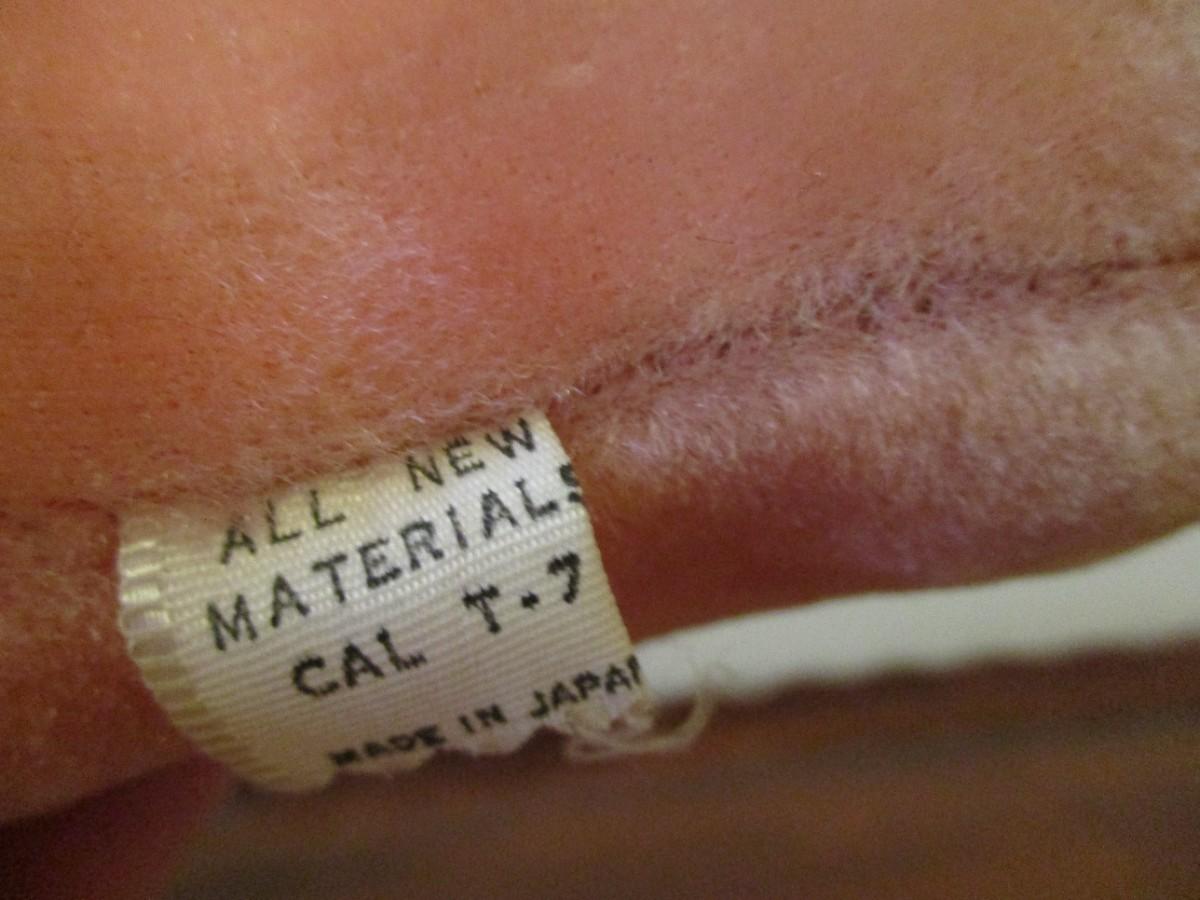 ALL NEW
MATERIALS
CAL T-7
MADE IN JAPAN